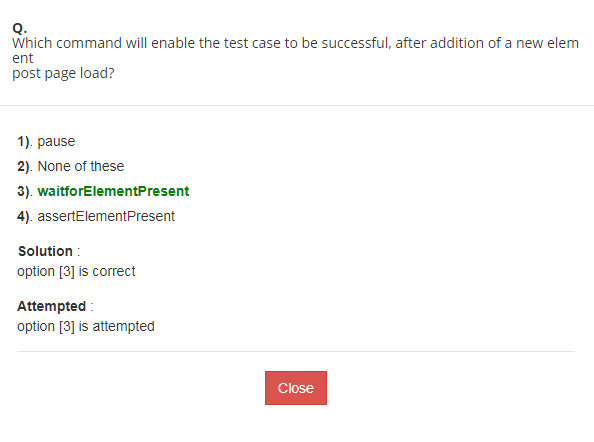 Q.
Which command will enable the test case to be successful, after addition of a new elem
ent
post page load?
1). pause
2). None of these
3). waitforElementPresent
4). assertElementPresent
Solution :
option [3] is correct
Attempted :
option [3] is attempted
Close